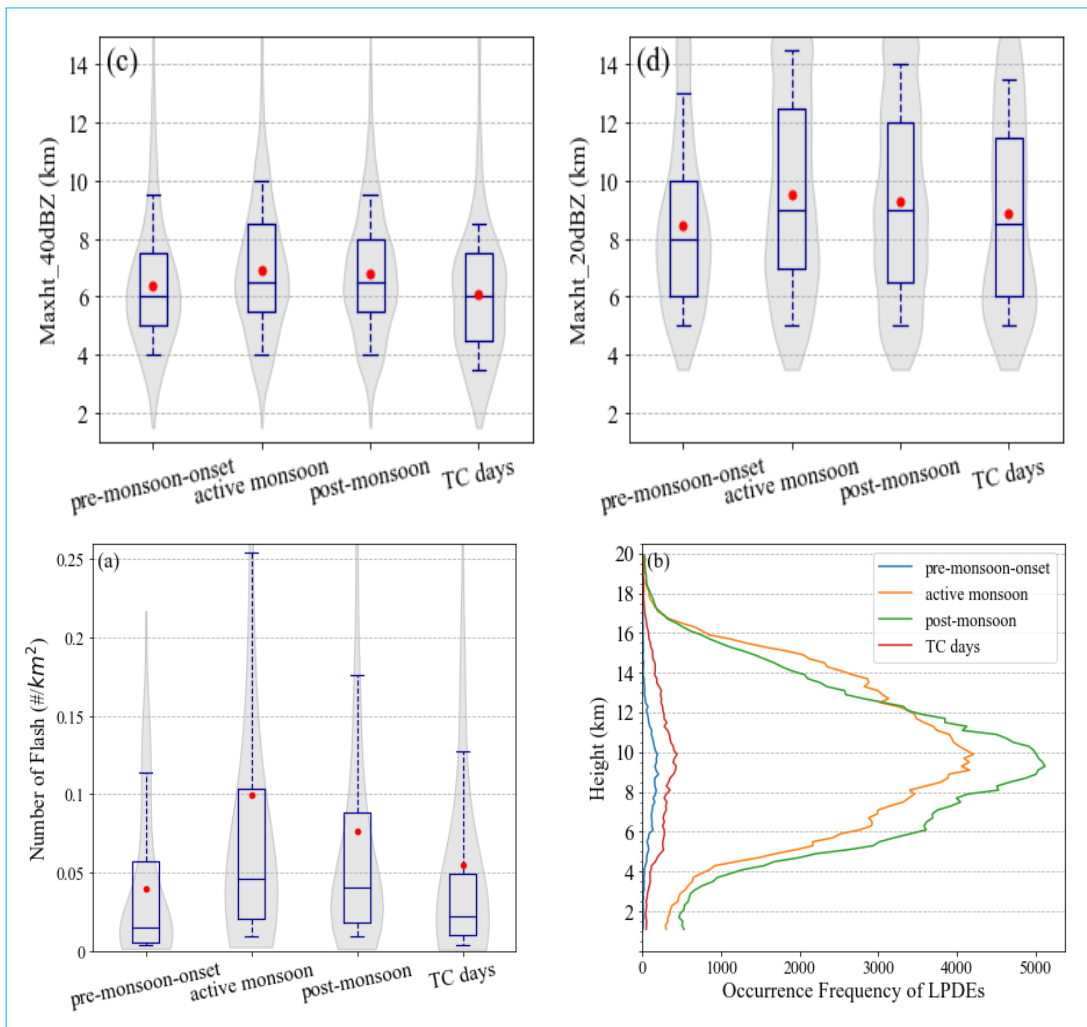 (c)
Maxht_40dBZ (km)
14
12
10
8
6
4
2
pre-monsoon-onset
active monsoon
post-monsoon
TC days
(d)
Maxht_20dBZ (km)
14
12
10
8
6
4
2
pre-monsoon-onset
active monsoon
post-monsoon
TC days
(a)
Number of Flash (#/km²)
0.25
0.2
0.15
0.1
0.05
0
pre-monsoon-onset
active monsoon
post-monsoon
TC days
(b)
Height (km)
20
18
16
14
12
10
8
6
4
2
pre-monsoon-onset
active monsoon
post-monsoon
TC days
0 1000 2000 3000 4000 5000
Occurrence Frequency of LPDEs